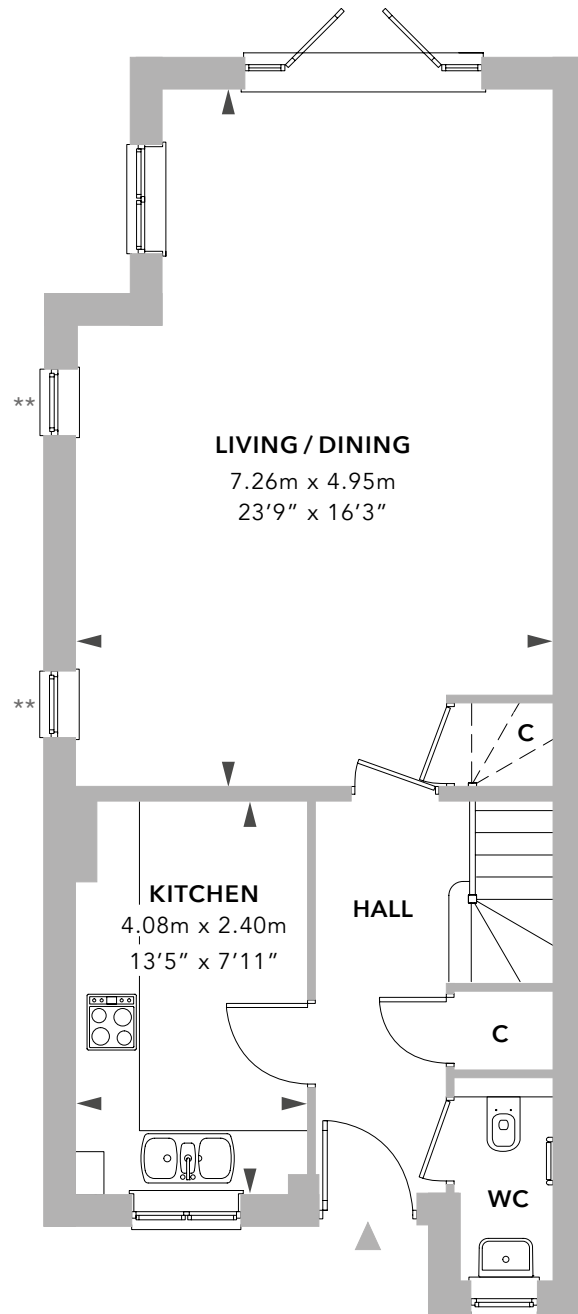 **
LIVING / DINING
7.26m x 4.95m
23’9” x 16’3”
**
C
KITCHEN
4.08m x 2.40m
13’5” x 7’11”
HALL
C
WC